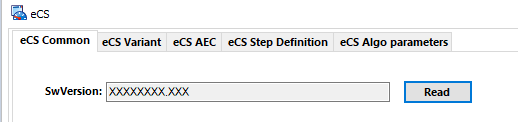 eCS
eCS Common eCS Variant eCS AEC eCS Step Definition eCS Algo parameters
SwVersion: XXXXXXXX.XXX Read